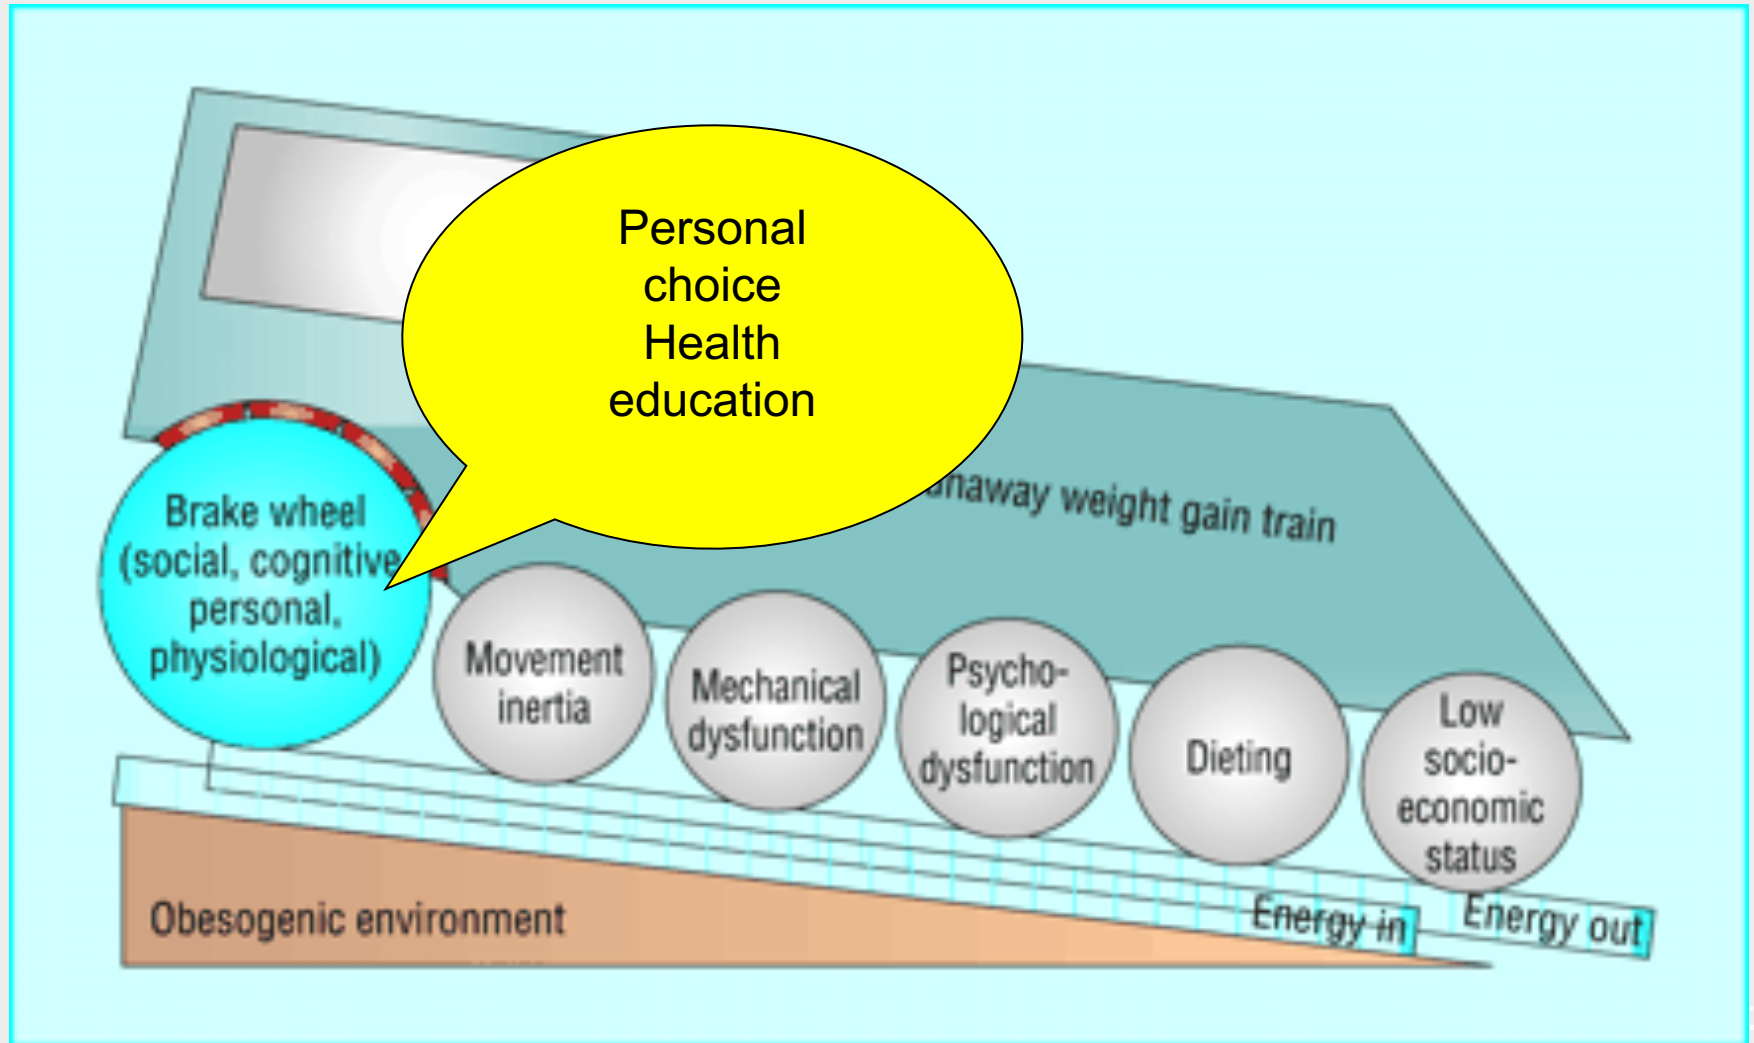 Personal
choice
Health
education
unaway weight gain train
Brake wheel
(social, cognitive
personal,
physiological)
Movement
inertia
Mechanical
dysfunction
Psycho-
logical
dysfunction
Dieting
Low
socio-
economic
status
Obesogenic environment
Energy in
Energy out